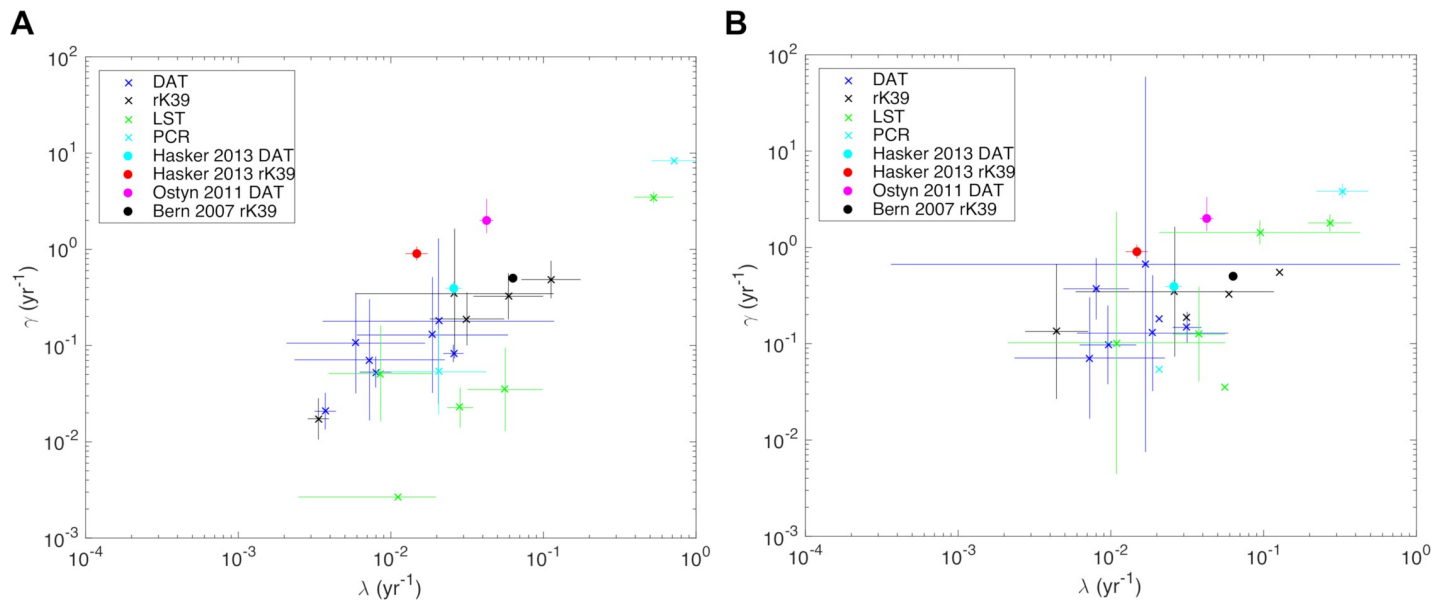 A
10^2
10^1
10^0
10^-1
10^-2
10^-3
γ (yr^-1)
DAT
rK39
LST
PCR
Hasker 2013 DAT
Hasker 2013 rK39
Ostyn 2011 DAT
Bern 2007 rK39
10^-4
10^-3
10^-2
10^-1
10^0
λ (yr^-1)
B
10^2
10^1
10^0
10^-1
10^-2
10^-3
γ (yr^-1)
DAT
rK39
LST
PCR
Hasker 2013 DAT
Hasker 2013 rK39
Ostyn 2011 DAT
Bern 2007 rK39
10^-4
10^-3
10^-2
10^-1
10^0
λ (yr^-1)